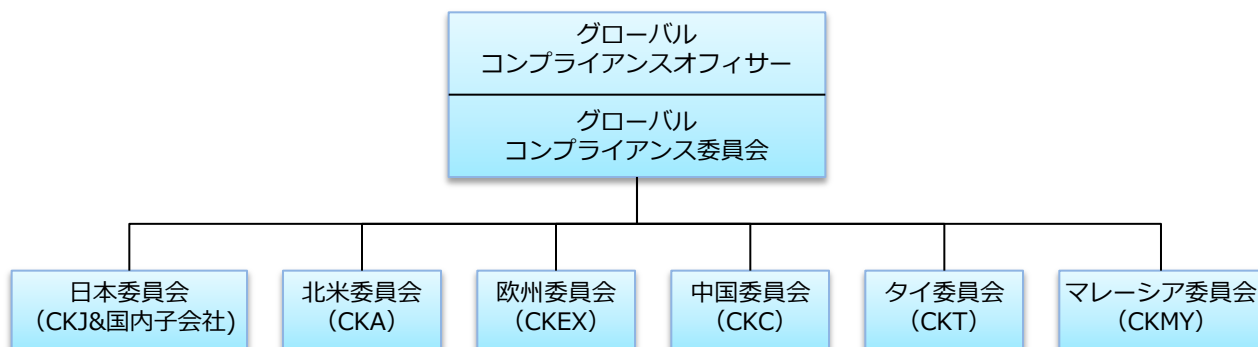 グローバル
コンプライアンスオフィサー
グローバル
コンプライアンス委員会
日本委員会
（CKJ&国内子会社)
北米委員会
（CKA）
欧州委員会
（CKEX）
中国委員会
（CKC）
タイ委員会
（CKT）
マレーシア委員会
（CKMY）